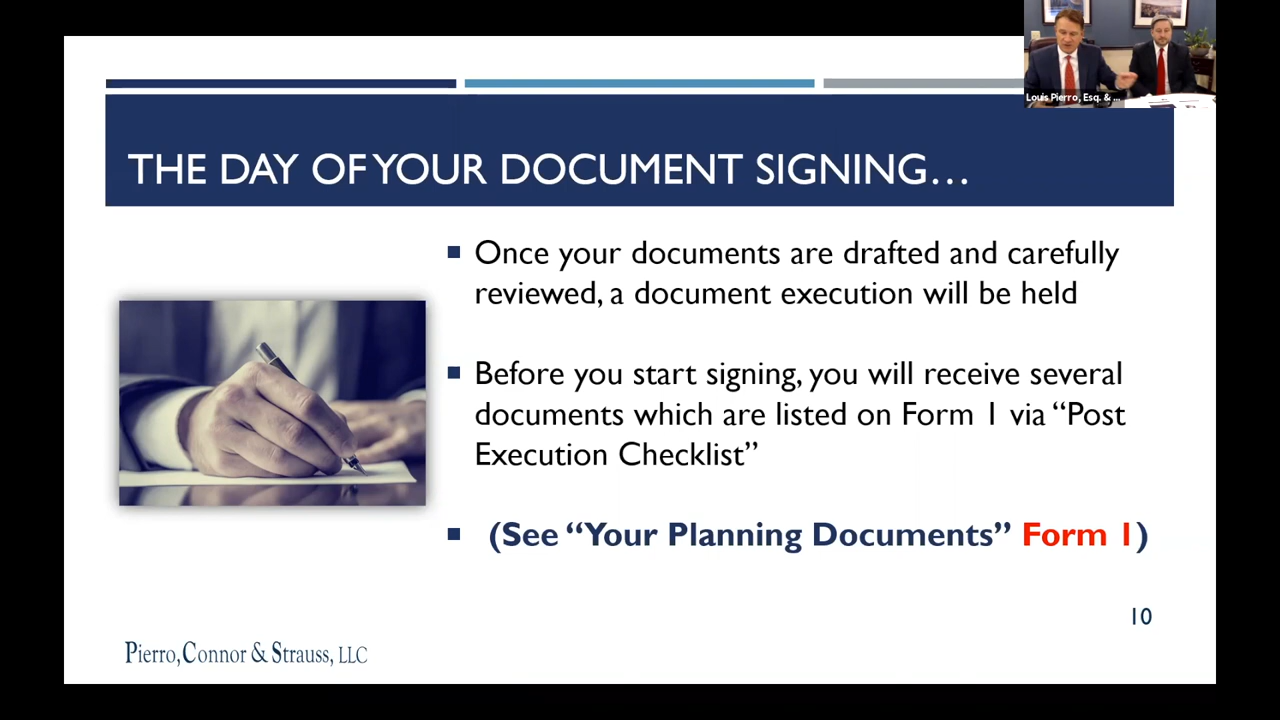 Louis Pierro, Esq. & ...
THE DAY OF YOUR DOCUMENT SIGNING...
Once your documents are drafted and carefully
reviewed, a document execution will be held
Before you start signing, you will receive several
documents which are listed on Form 1 via “Post
Execution Checklist”
(See “Your Planning Documents” Form 1)
10
Pierro, Connor & Strauss, LLC